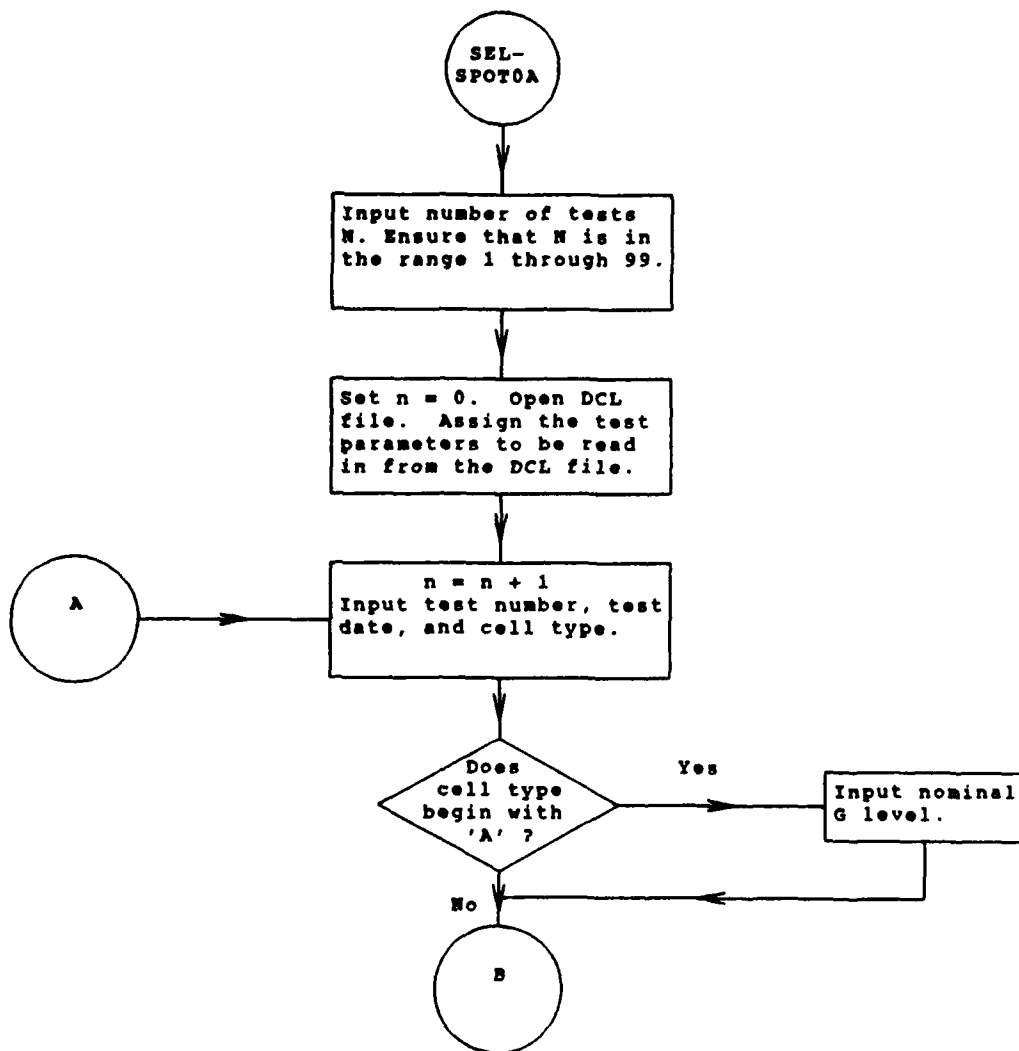 SEL-
SPOT0A
Input number of tests
N. Ensure that N is in
the range 1 through 99.
Set n = 0. Open DCL
file. Assign the test
parameters to be read
in from the DCL file.
A
n = n + 1
Input test number, test
date, and cell type.
Does
cell type
begin with
'A' ?
Yes
Input nominal
G level.
No
B